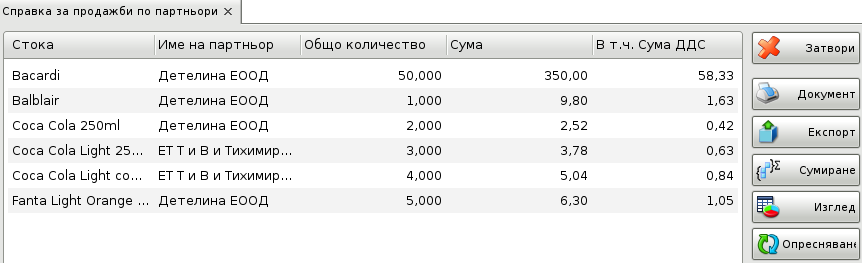 Справка за продажби по партньори
Стока Име на партньор Общо количество Сума В т.ч. Сума ДДС
Bacardi Детелина ЕООД 50,000 350,00 58,33
Balblair Детелина ЕООД 1,000 9,80 1,63
Coca Cola 250ml Детелина ЕООД 2,000 2,52 0,42
Coca Cola Light 25... ЕТ Т и В и Тихимир... 3,000 3,78 0,63
Coca Cola Light co... ЕТ Т и В и Тихимир... 4,000 5,04 0,84
Fanta Light Orange ... Детелина ЕООД 5,000 6,30 1,05
Затвори
Документ
Експорт
Сумиране
Изглед
Опресняване